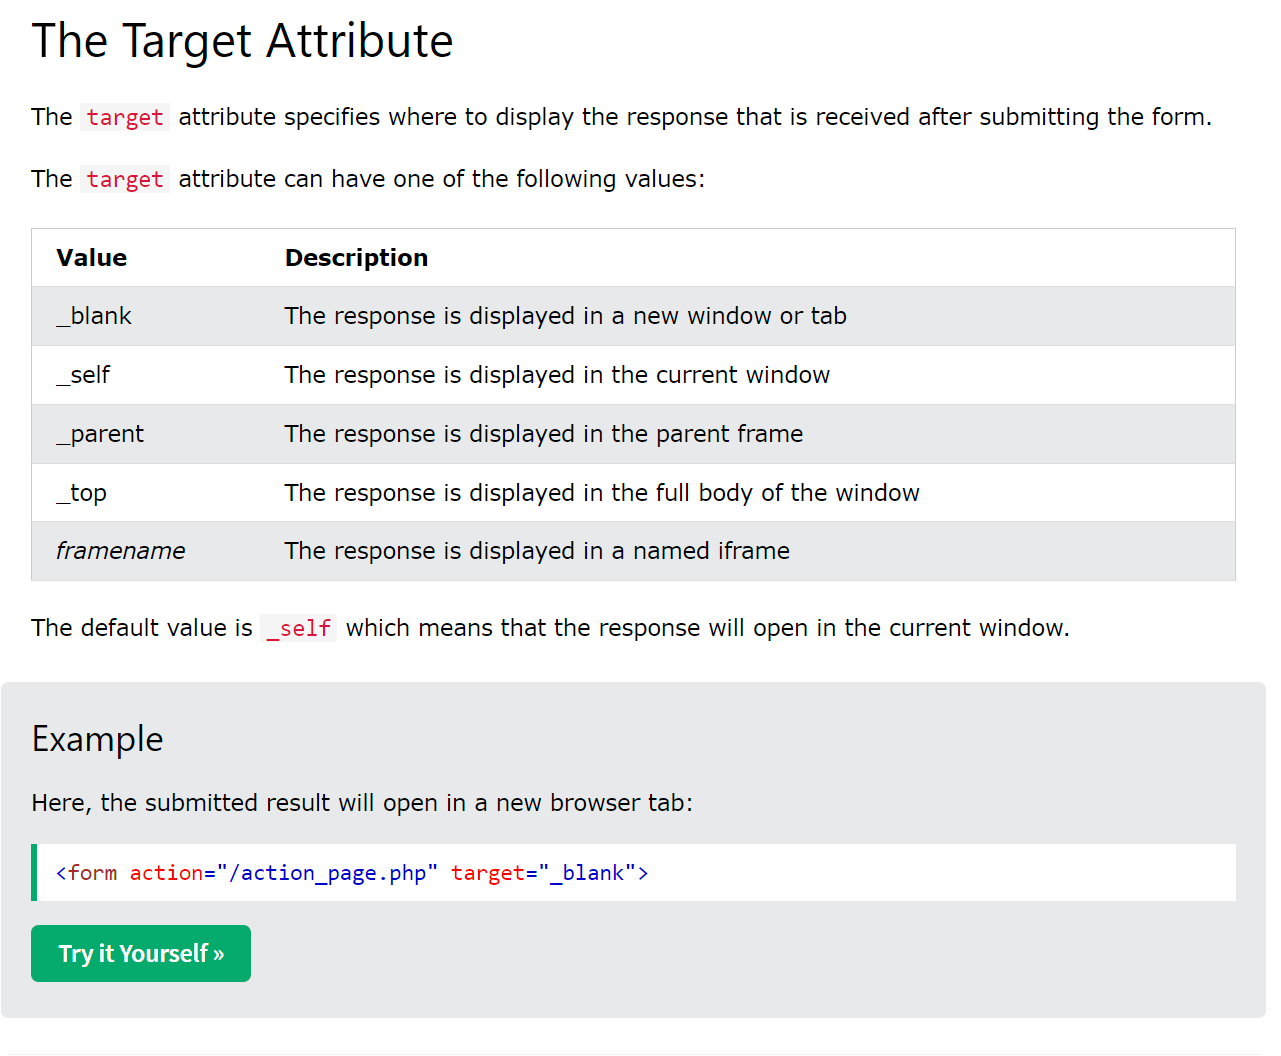 The Target Attribute
The target attribute specifies where to display the response that is received after submitting the form.
The target attribute can have one of the following values:
Value Description
_blank The response is displayed in a new window or tab
_self The response is displayed in the current window
_parent The response is displayed in the parent frame
_top The response is displayed in the full body of the window
framename The response is displayed in a named iframe
The default value is _self which means that the response will open in the current window.
Example
Here, the submitted result will open in a new browser tab:
<form action="/action_page.php" target="_blank">
Try it Yourself »